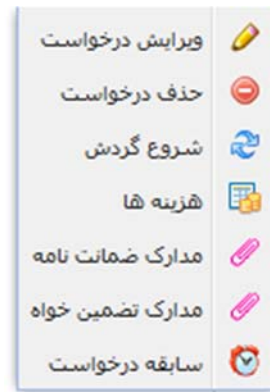 ویرایش درخواست
حذف درخواست
شروع گردش
هزینه ها
مدارک ضمانت نامه
مدارک تضمین خواه
سابقه درخواست